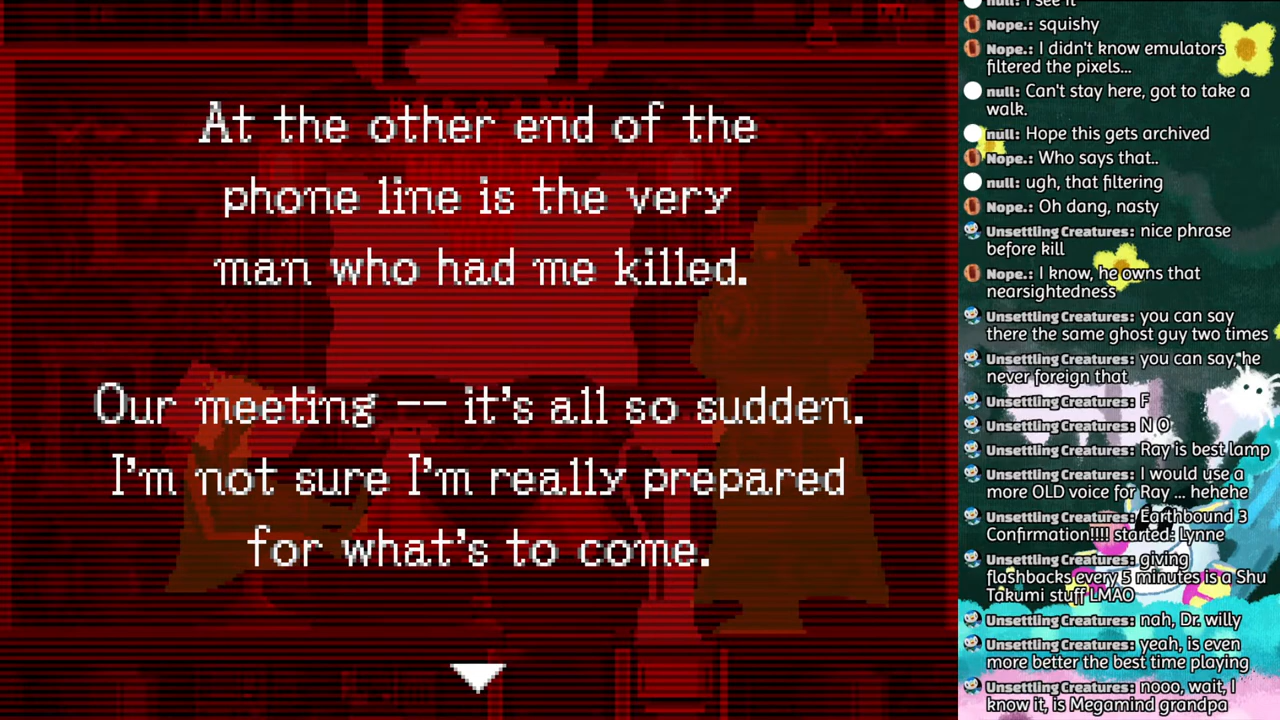 At the other end of the
phone line is the very
man who had me killed.
Our meeting -- it's all so sudden.
I'm not sure I'm really prepared
for what's to come.
null: I see it
Nope.: squishy
Nope.: I didn't know emulators
filtered the pixels...
null: Can't stay here, got to take a
walk.
null: Hope this gets archived
Nope.: Who says that..
null: ugh, that filtering
Nope.: Oh dang, nasty
Unsettling Creatures: nice phrase
before kill
Nope.: I know, he owns that
nearsightedness
Unsettling Creatures: you can say
there the same ghost guy two times
Unsettling Creatures: you can say, he
never foreign that
Unsettling Creatures: F
Unsettling Creatures: N O
Unsettling Creatures: Ray is best lamp
Unsettling Creatures: I would use a
more OLD voice for Ray ... hehehe
Unsettling Creatures: Earthbound 3
Confirmation!!!! started: Lynne
Unsettling Creatures: giving
flashbacks every 5 minutes is a Shu
Takumi stuff LMAO
Unsettling Creatures: nah, Dr. willy
Unsettling Creatures: yeah, is even
more better the best time playing
Unsettling Creatures: nooo, wait, I
know it, is Megamind grandpa